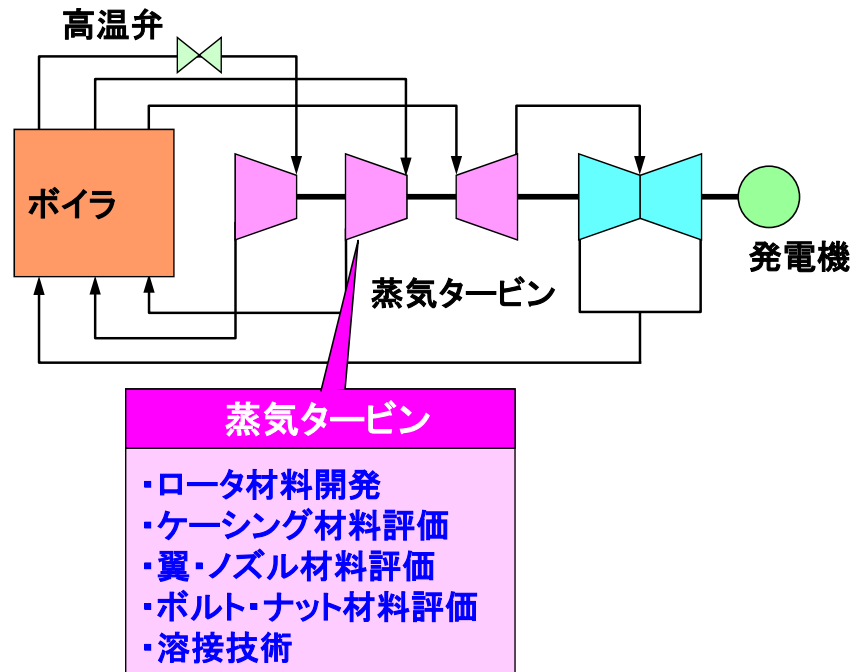 高温弁
ボイラ
発電機
蒸気タービン
蒸気タービン
・ロータ材料開発
・ケーシング材料評価
・翼・ノズル材料評価
・ボルト・ナット材料評価
・溶接技術